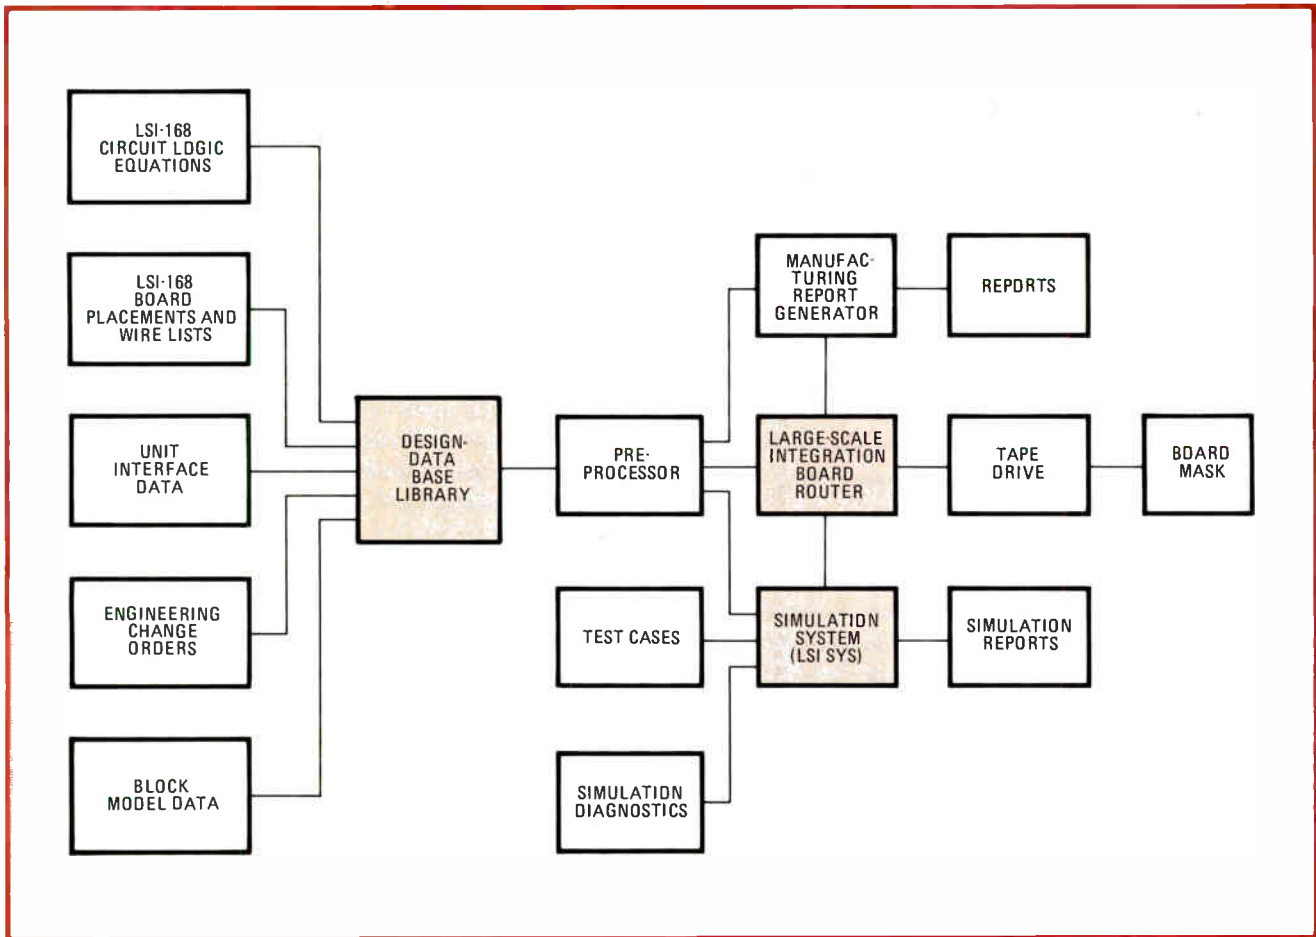 LSI-168
CIRCUIT LOGIC
EQUATIONS
LSI-168
BOARD
PLACEMENTS AND
WIRE LISTS
UNIT
INTERFACE
DATA
ENGINEERING
CHANGE
ORDERS
BLOCK
MODEL DATA
DESIGN-
DATA
BASE
LIBRARY
PRE-
PROCESSOR
TEST CASES
SIMULATION
DIAGNOSTICS
MANUFAC-
TURING
REPORT
GENERATOR
LARGE-SCALE
INTEGRATION
BOARD
ROUTER
SIMULATION
SYSTEM
(LSI SYS)
REPORTS
TAPE
DRIVE
SIMULATION
REPORTS
BOARD
MASK